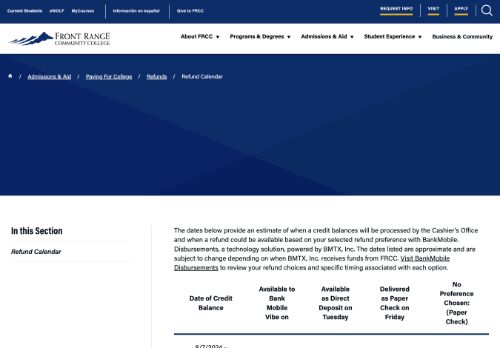 Current Students eWOLF MyCourses Información en español Give to FRCC REQUEST INFO VISIT APPLY
FRONT RANGE
COMMUNITY COLLEGE
About FRCC Programs & Degrees Admissions & Aid Student Experience Business & Community
/ Admissions & Aid / Paying For College / Refunds / Refund Calendar
In this Section
Refund Calendar
The dates below provide an estimate of when a credit balances will be processed by the Cashier's Office
and when a refund could be available based on your selected refund preference with BankMobile.
Disbursements, a technology solution, powered by BMTX, Inc. The dates listed are approximate and are
subject to change depending on when BMTX, Inc. receives funds from FRCC. Visit BankMobile
Disbursements to review your refund choices and specific timing associated with each option.
Date of Credit Balance
Available to Bank Mobile Vibe on
Available as Direct Deposit on Tuesday
Delivered as Paper Check on Friday
No Preference Chosen: (Paper Check)
8/7/2024 -